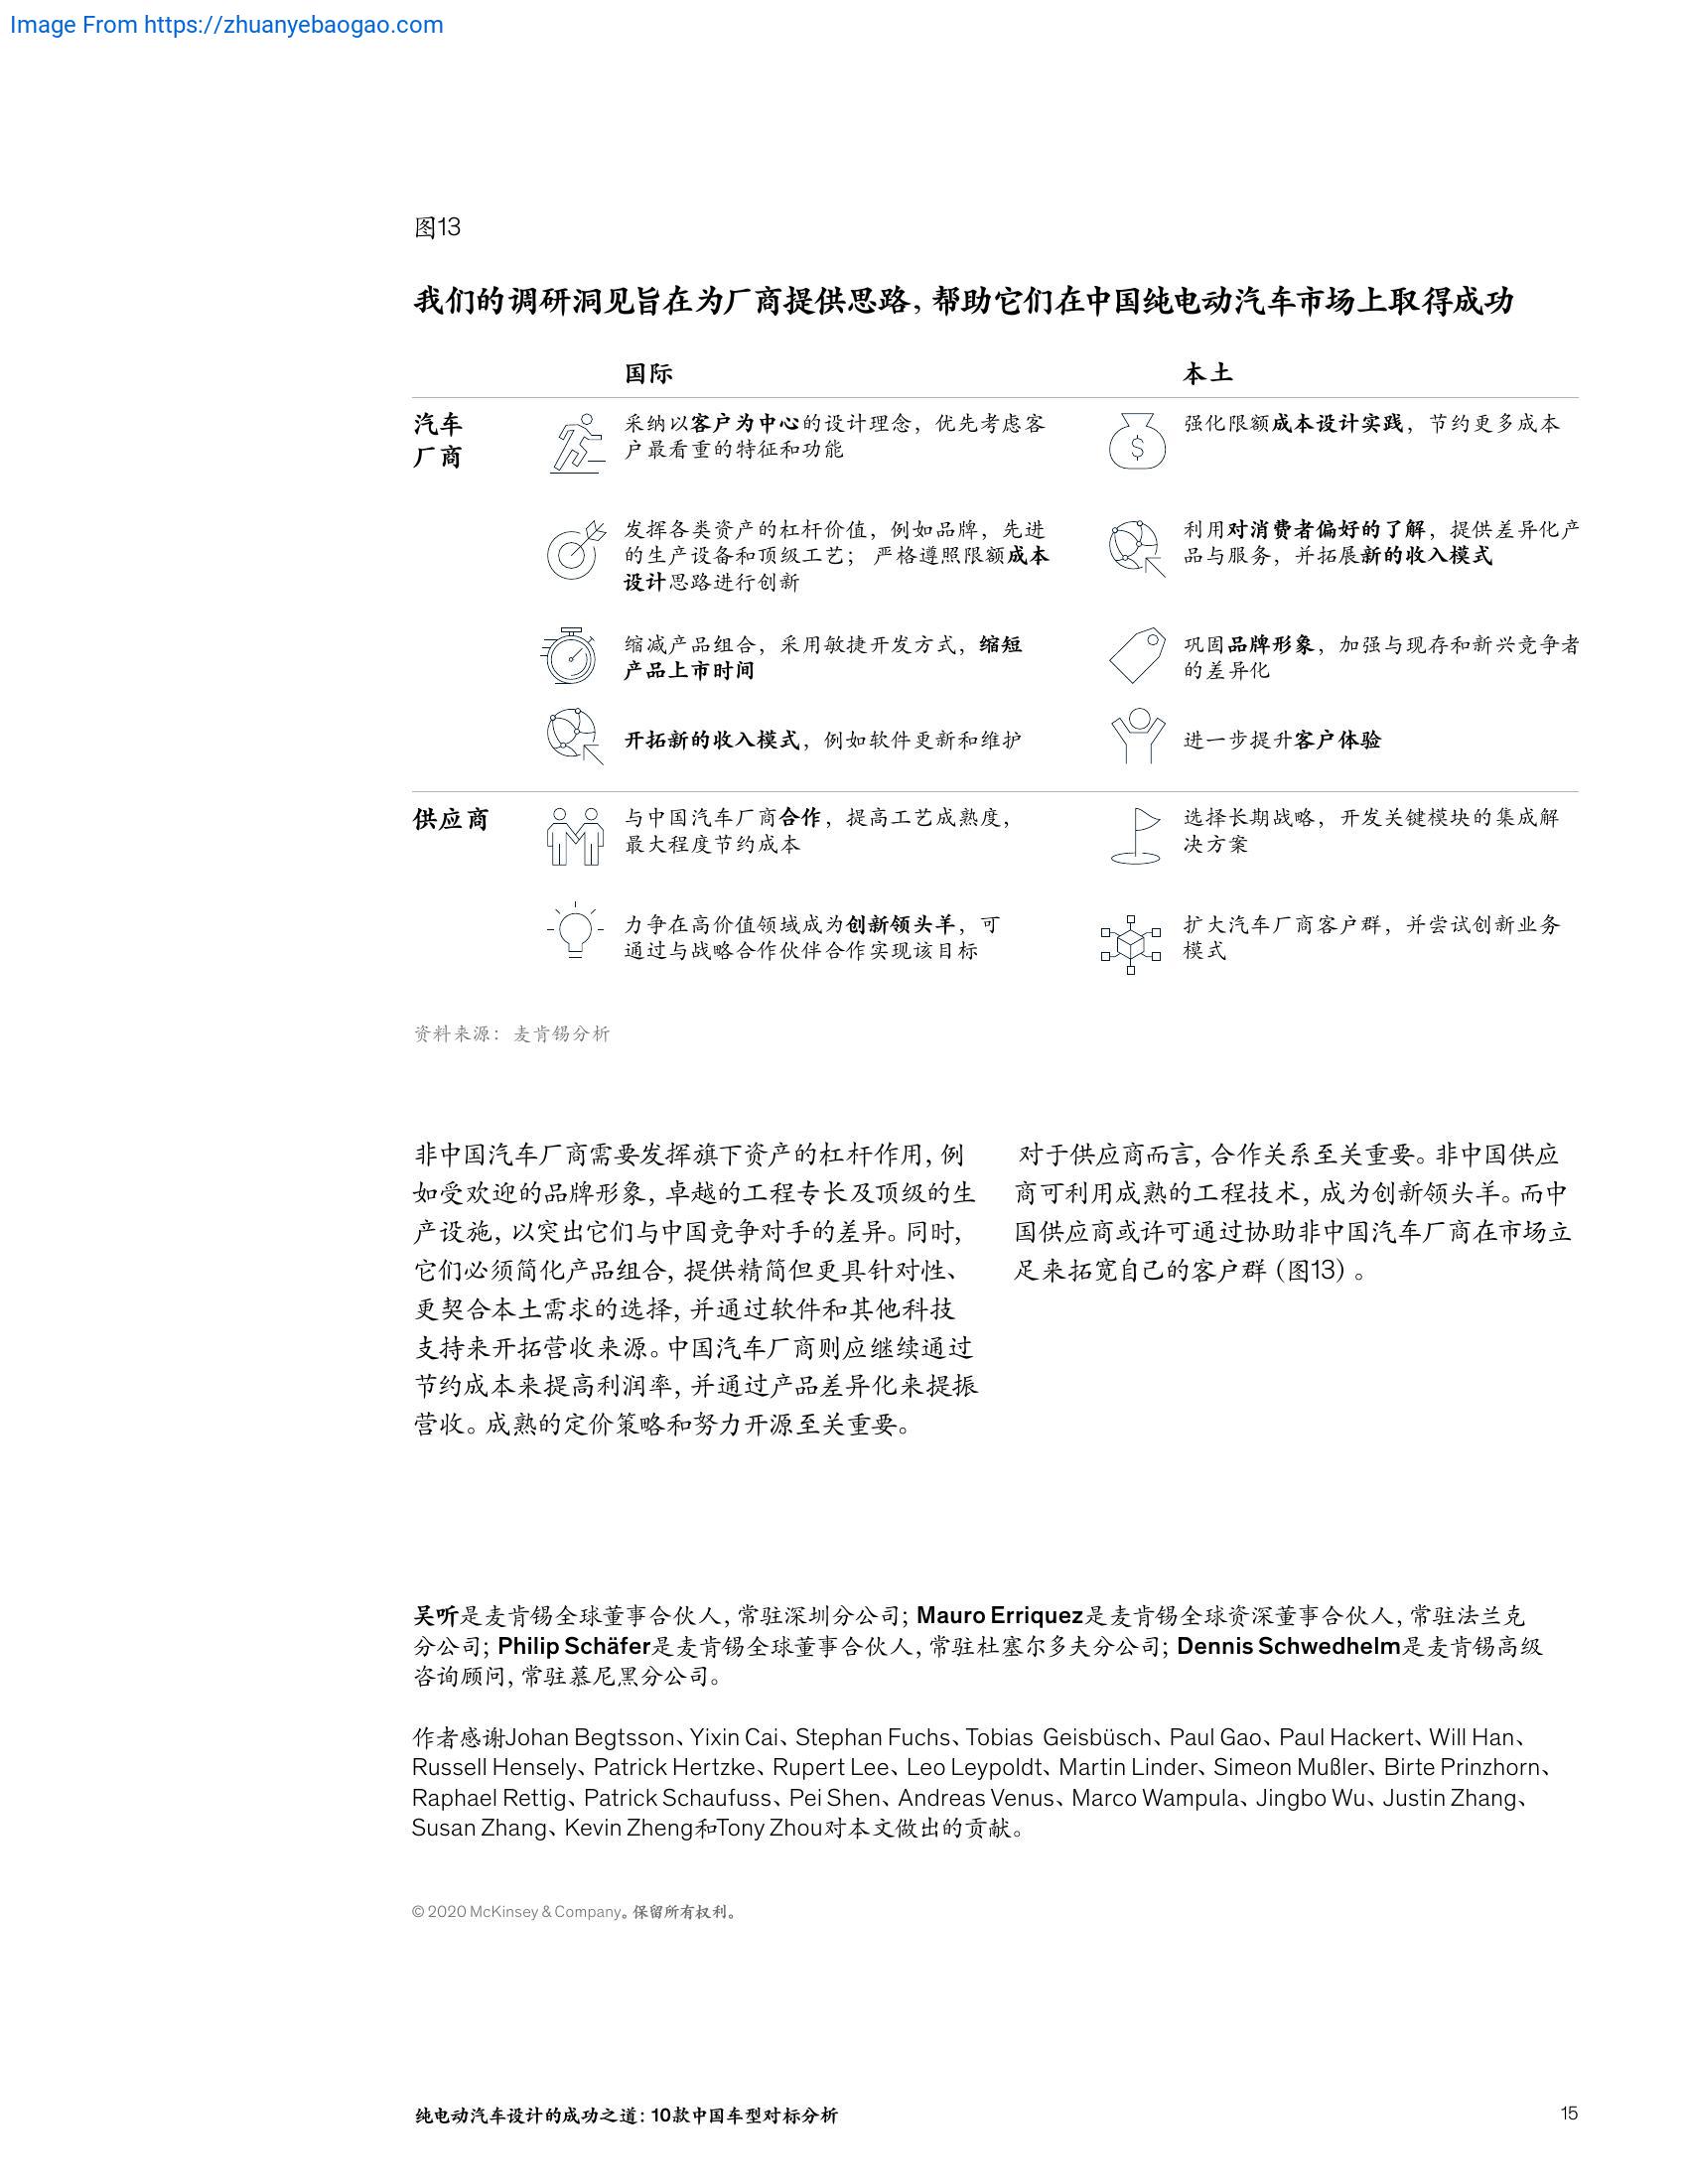 Image From https://zhuanyebaogao.com
图13
我们的调研洞见旨在为厂商提供思路，帮助它们在中国纯电动汽车市场上取得成功
国际
本土
汽车
厂商
采纳以客户为中心的设计理念，优先考虑客
户最看重的特征和功能
强化限额成本设计实践，节约更多成本
发挥各类资产的杠杆价值，例如品牌，先进
的生产设备和顶级工艺； 严格遵照限额成本
设计思路进行创新
利用对消费者偏好的了解，提供差异化产
品与服务，并拓展新的收入模式
缩减产品组合，采用敏捷开发方式，缩短
产品上市时间
巩固品牌形象，加强与现存和新兴竞争者
的差异化
开拓新的收入模式，例如软件更新和维护
进一步提升客户体验
供应商
与中国汽车厂商合作，提高工艺成熟度，
最大程度节约成本
选择长期战略，开发关键模块的集成解
决方案
力争在高价值领域成为创新领头羊，可
通过与战略合作伙伴合作实现该目标
扩大汽车厂商客户群，并尝试创新业务
模式
资料来源：麦肯锡分析
非中国汽车厂商需要发挥旗下资产的杠杆作用，例
如受欢迎的品牌形象，卓越的工程专长及顶级的生
产设施，以突出它们与中国竞争对手的差异。同时，
它们必须简化产品组合，提供精简但更具针对性、
更契合本土需求的选择，并通过软件和其他科技
支持来开拓营收来源。中国汽车厂商则应继续通过
节约成本来提高利润率，并通过产品差异化来提振
营收。成熟的定价策略和努力开源至关重要。
对于供应商而言，合作关系至关重要。非中国供应
商可利用成熟的工程技术，成为创新领头羊。而中
国供应商或许可通过协助非中国汽车厂商在市场立
足来拓宽自己的客户群（图13）。
吴听是麦肯锡全球董事合伙人，常驻深圳分公司；Mauro Erriquez是麦肯锡全球资深董事合伙人，常驻法兰克
分公司；Philip Schäfer是麦肯锡全球董事合伙人，常驻杜塞尔多夫分公司；Dennis Schwedhelm是麦肯锡高级
咨询顾问，常驻慕尼黑分公司。
作者感谢Johan Begtsson、Yixin Cai、Stephan Fuchs、Tobias Geisbüsch、Paul Gao、Paul Hackert、Will Han、
Russell Hensely、Patrick Hertzke、Rupert Lee、Leo Leypoldt、Martin Linder、Simeon Mußler、Birte Prinzhorn、
Raphael Rettig、Patrick Schaufuss、Pei Shen、Andreas Venus、Marco Wampula、Jingbo Wu、Justin Zhang、
Susan Zhang、Kevin Zheng和Tony Zhou对本文做出的贡献。
© 2020 McKinsey & Company。保留所有权利。
纯电动汽车设计的成功之道：10款中国车型对标分析
15